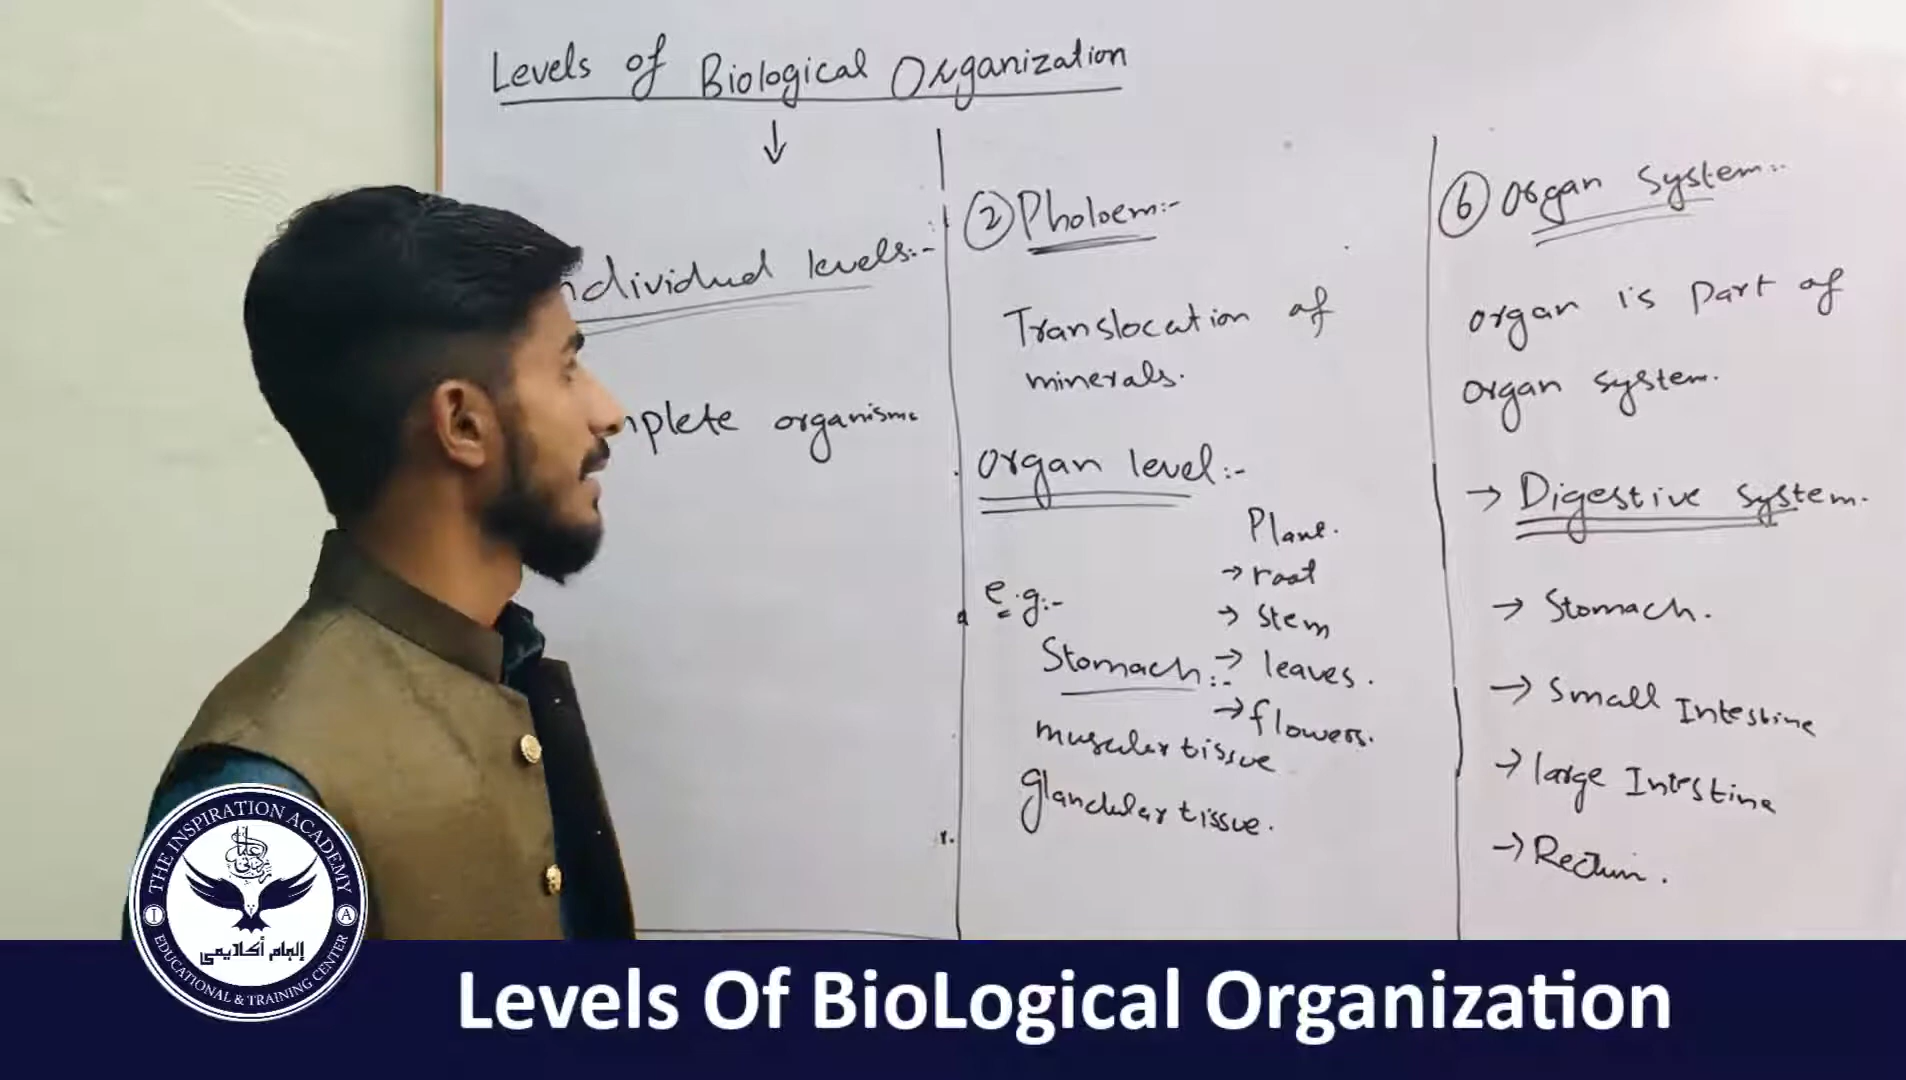 Levels of Biological Organization
↓
ndividual levels:-
mplete organisms
② Pholoem:-
Translocation of
minerals.
Organ level:-
e.g:-
Plant.
→ root
→ Stem
→ leaves.
→ flowers.
Stomach:-
muscular tissue
Glandular tissue.
⑥ Organ System:-
organ is Part of
organ system.
→ Digestive system.
→ Stomach.
→ Small Intestine
→ large Intestine
→ Rectum.
THE INSPIRATION ACADEMY
I A
إلهام أكاديمي
EDUCATIONAL & TRAINING CENTER
Levels Of BioLogical Organization